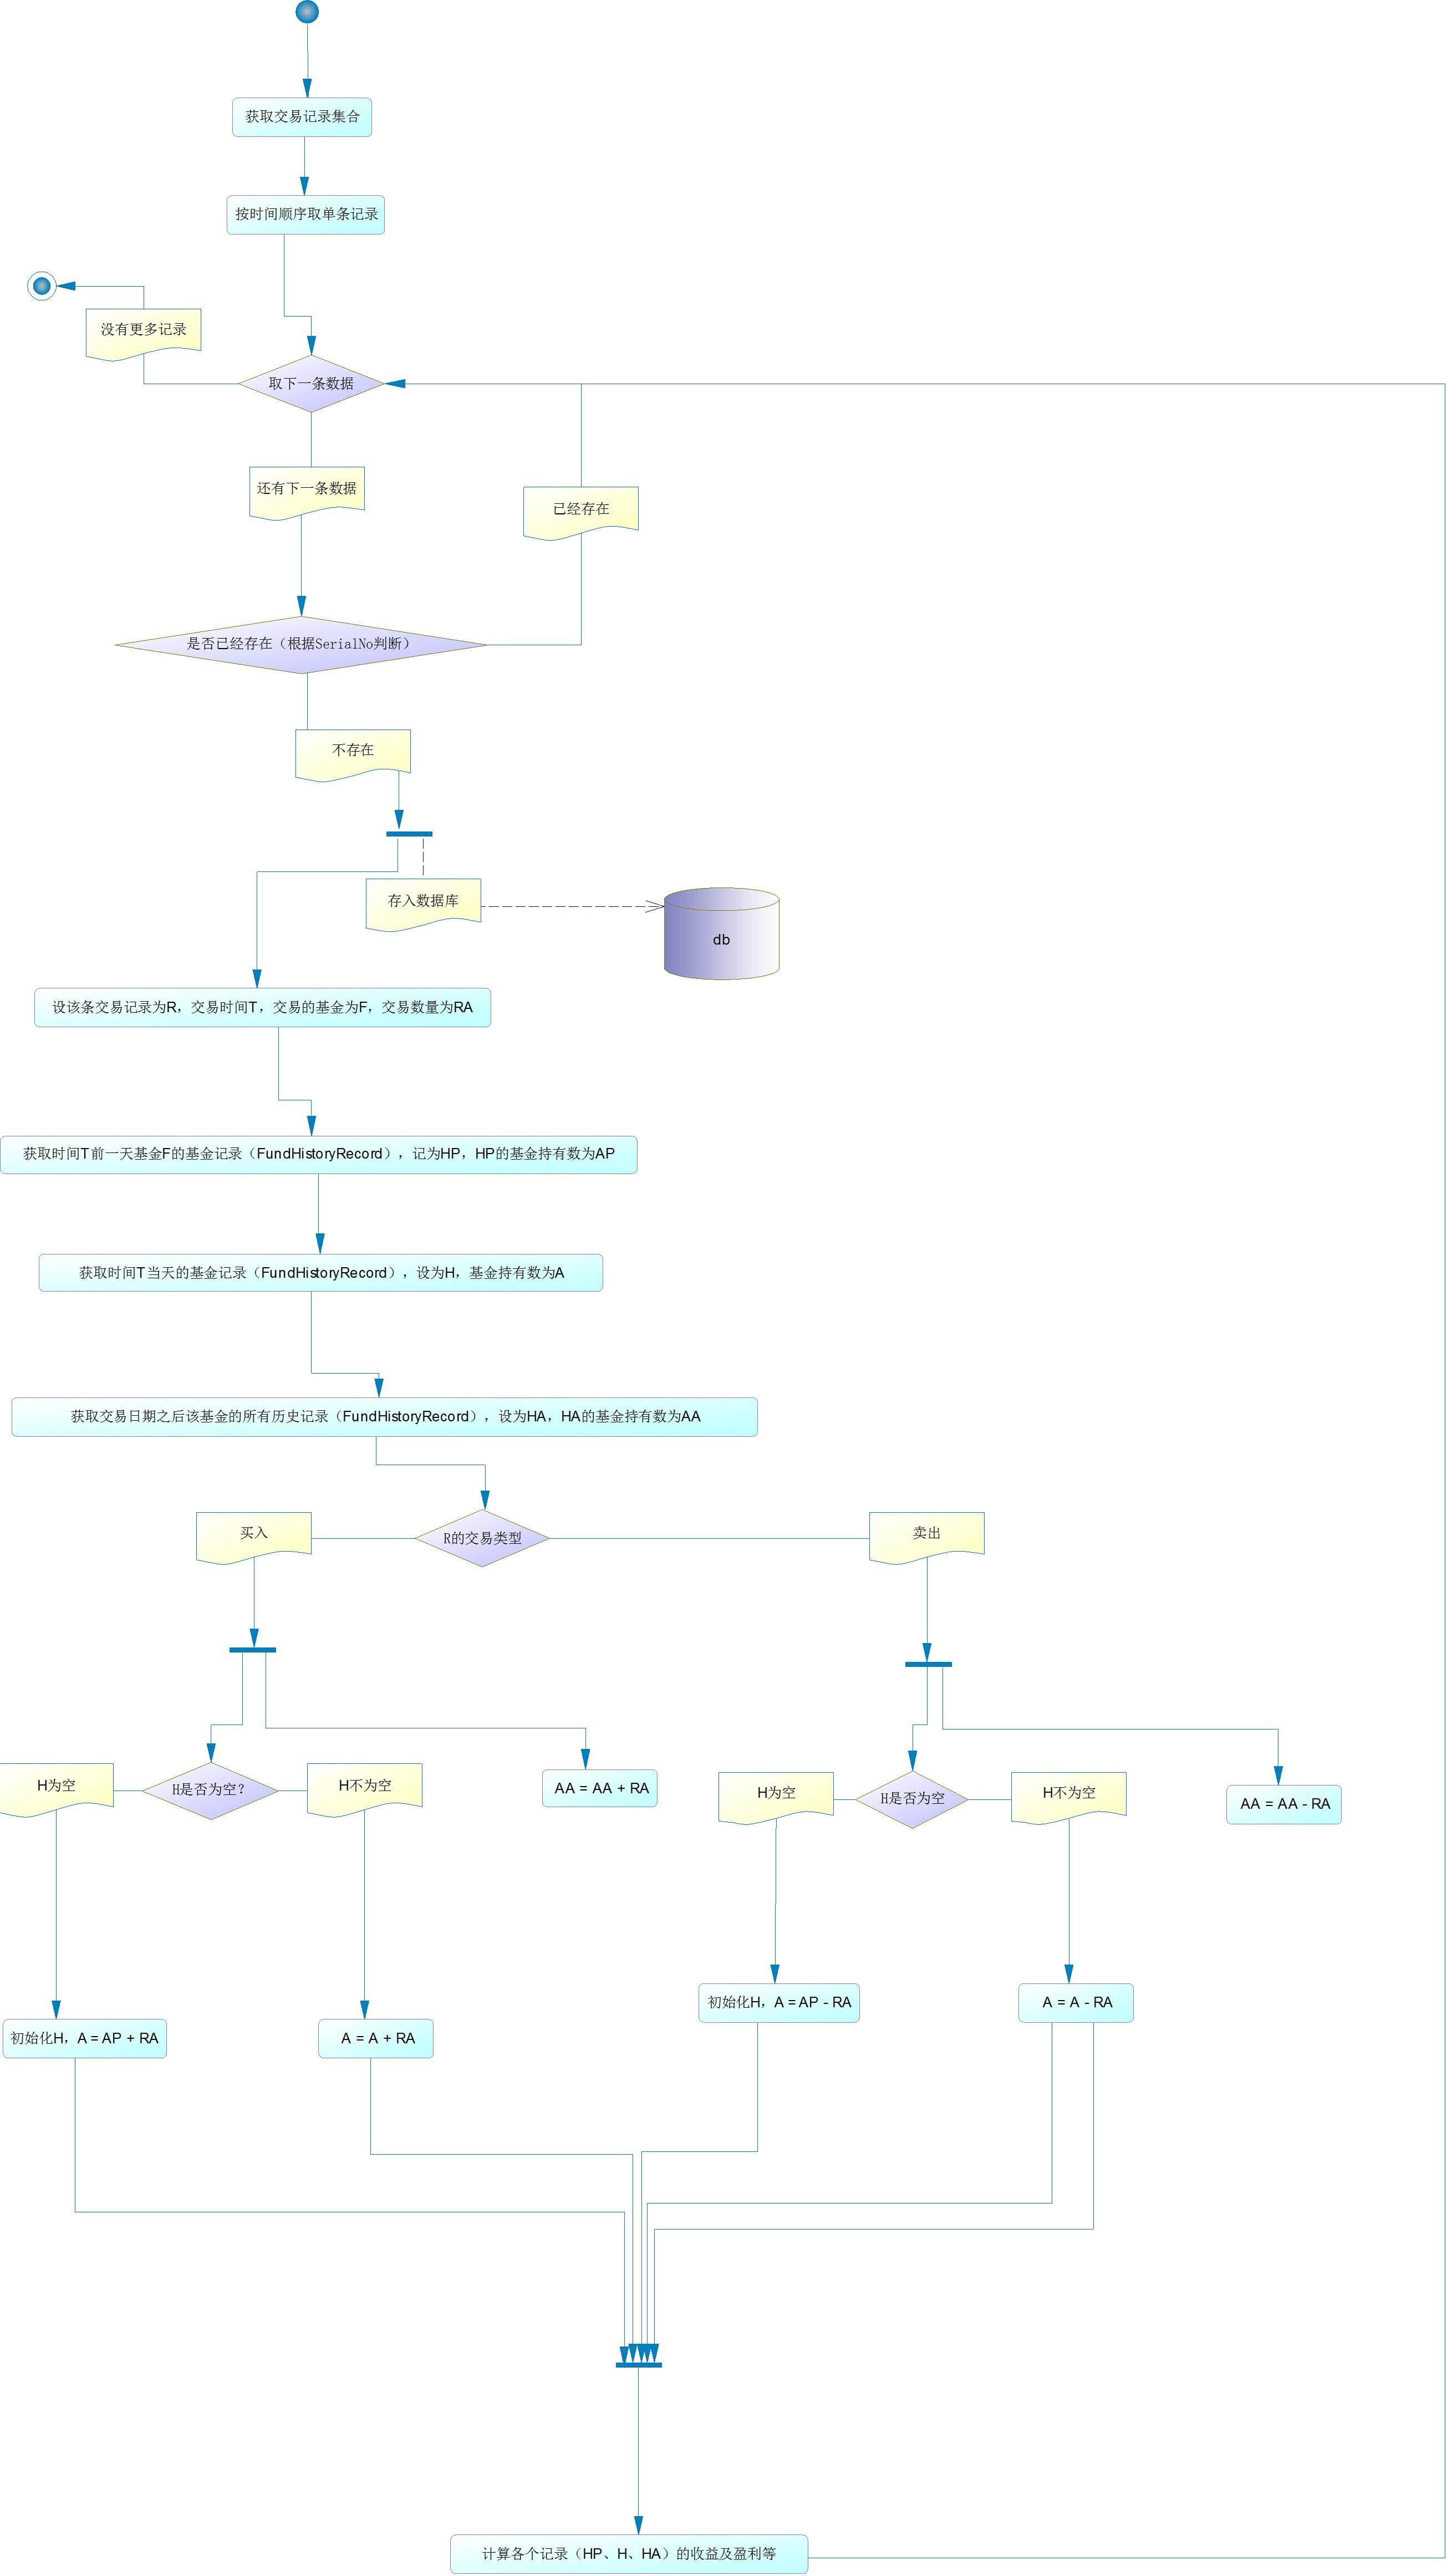 获取交易记录集合
按时间顺序取单条记录
没有更多记录
取下一条数据
还有下一条数据
已经存在
是否已经存在（根据SerialNo判断）
不存在
存入数据库
db
设该条交易记录为R，交易时间T，交易的基金为F，交易数量为RA
获取时间T前一天基金F的基金记录（FundHistoryRecord），记为HP，HP的基金持有数为AP
获取时间T当天的基金记录（FundHistoryRecord），设为H，基金持有数为A
获取交易日期之后该基金的所有历史记录（FundHistoryRecord），设为HA，HA的基金持有数为AA
买入
R的交易类型
卖出
H为空
H是否为空？
H不为空
AA = AA + RA
H为空
H是否为空
H不为空
AA = AA - RA
初始化H，A = AP + RA
A = A + RA
初始化H，A = AP - RA
A = A - RA
计算各个记录（HP、H、HA）的收益及盈利等